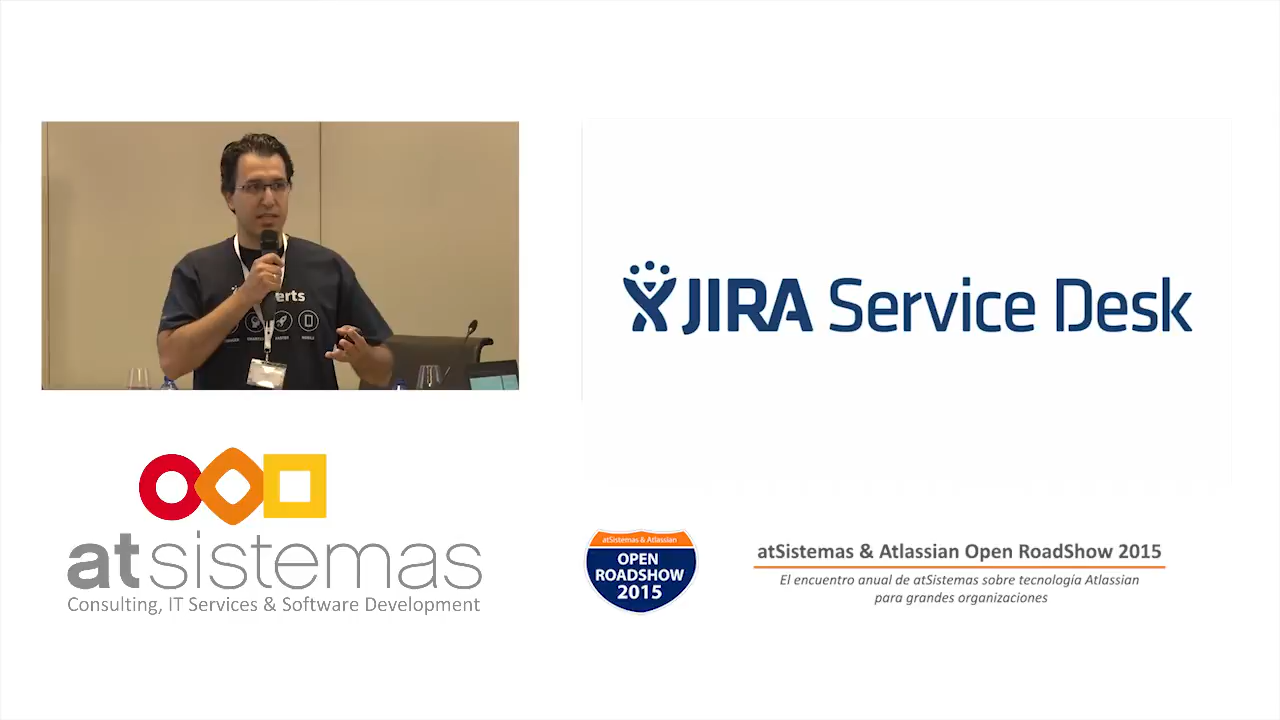 erts
JIRA Service Desk
atsistemas
Consulting, IT Services & Software Development
atSistemas & Atlassian
OPEN
ROADSHOW
2015
atSistemas & Atlassian Open RoadShow 2015
El encuentro anual de atSistemas sobre tecnología Atlassian
para grandes organizaciones